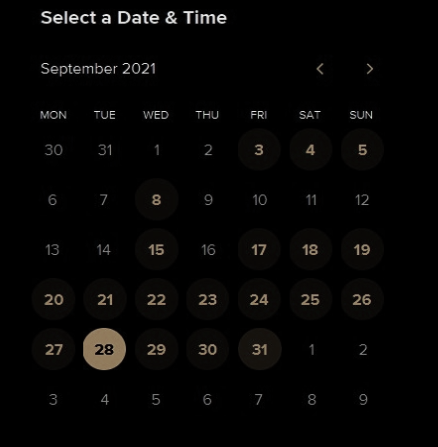 Select a Date & Time
September 2021
MON TUE WED THU FRI SAT SUN
30 31 1 2 3 4 5
6 7 8 9 10 11 12
13 14 15 16 17 18 19
20 21 22 23 24 25 26
27 28 29 30 31 1 2
3 4 5 6 7 8 9